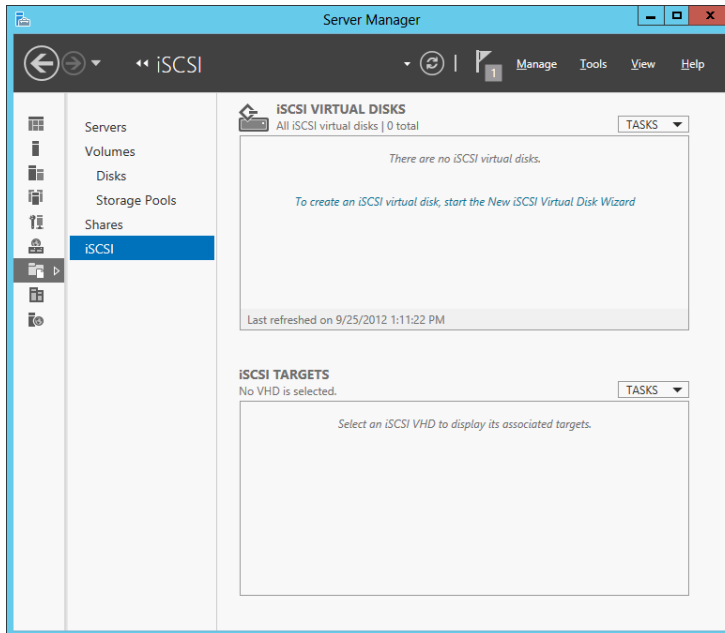 Server Manager
iSCSI
1
Manage Tools View Help
Servers
Volumes
Disks
Storage Pools
Shares
iSCSI
iSCSI VIRTUAL DISKS
All iSCSI virtual disks | 0 total
TASKS
There are no iSCSI virtual disks.
To create an iSCSI virtual disk, start the New iSCSI Virtual Disk Wizard
Last refreshed on 9/25/2012 1:11:22 PM
iSCSI TARGETS
No VHD is selected.
TASKS
Select an iSCSI VHD to display its associated targets.